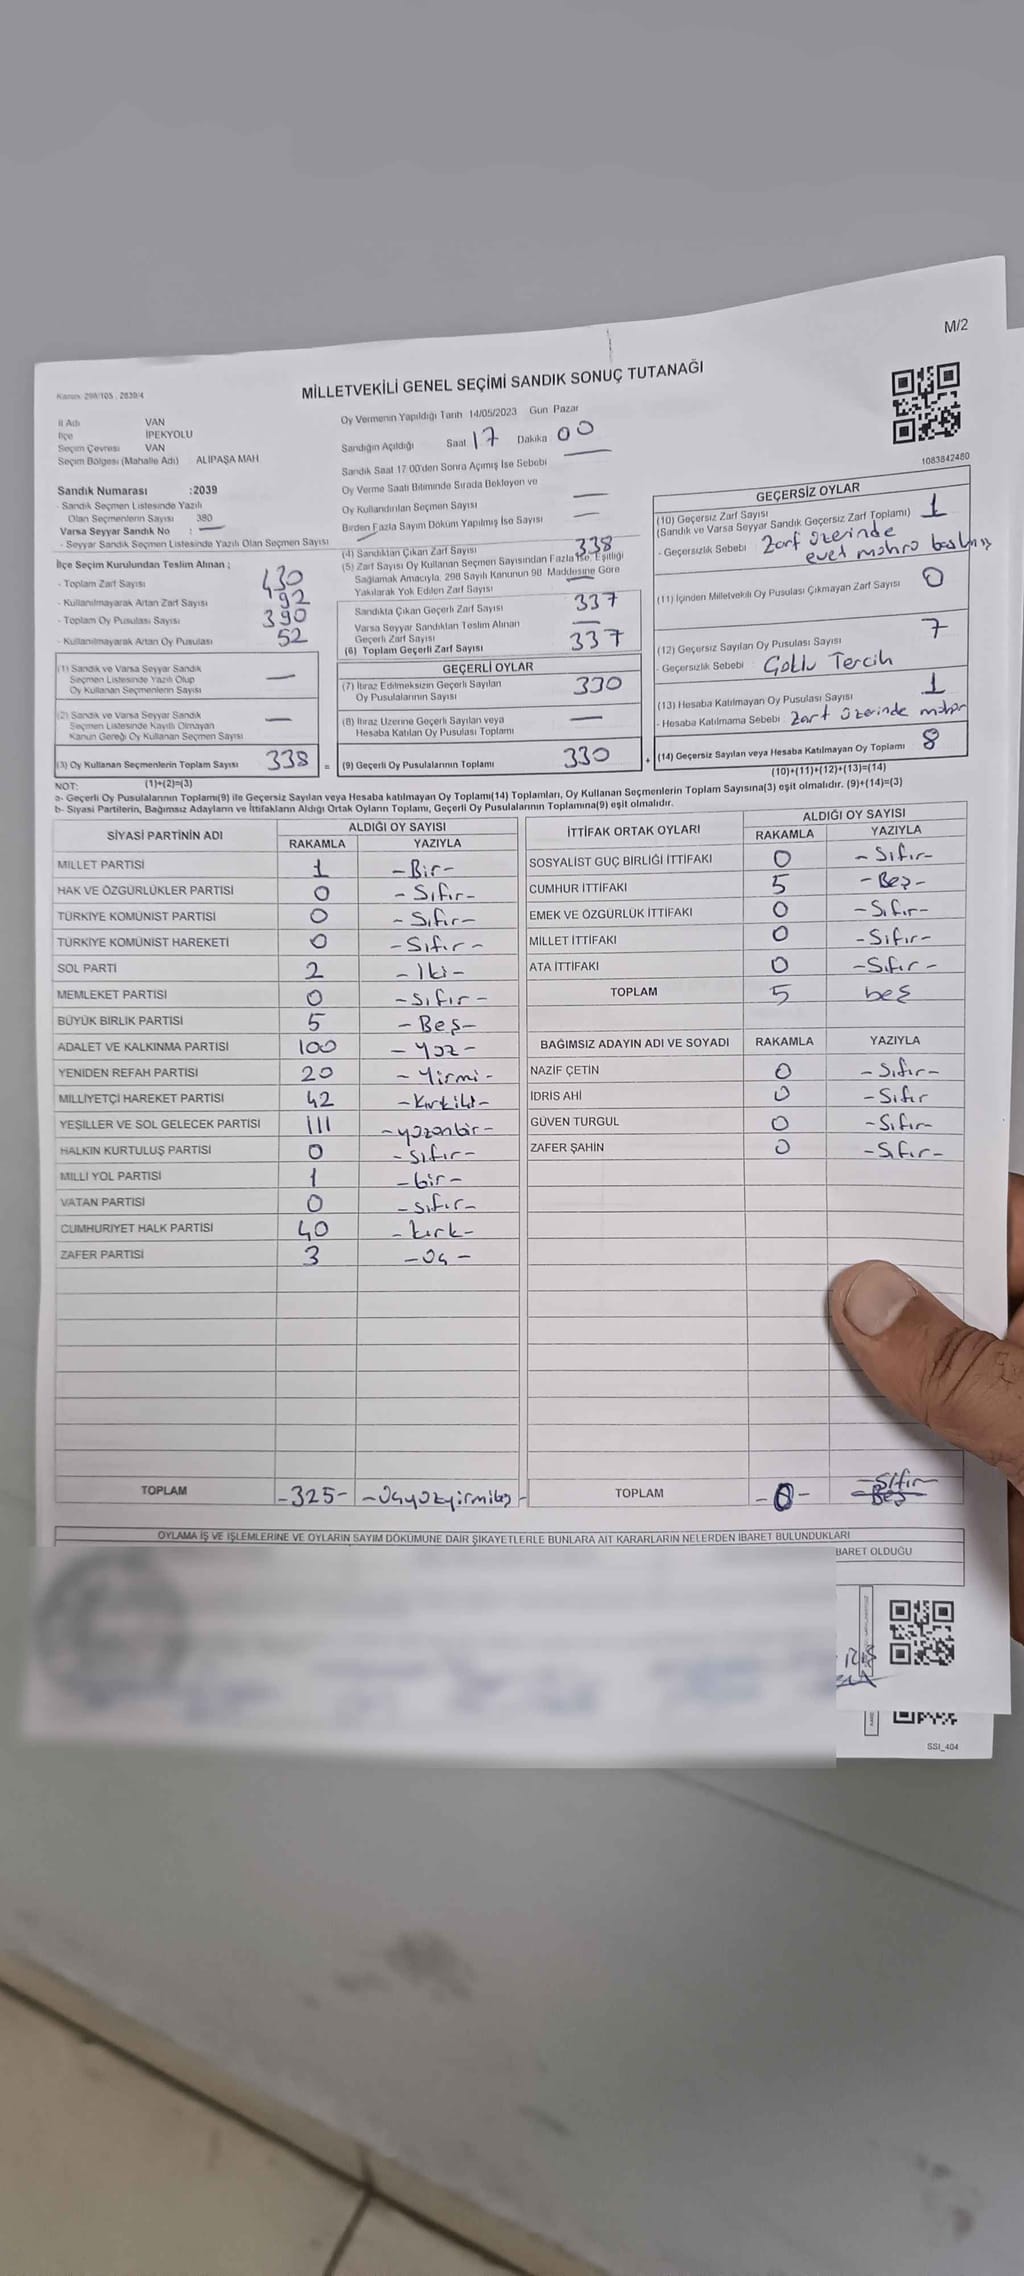 M/2
Kanun: 298/105 , 2839/4
MİLLETVEKİLİ GENEL SEÇİMİ SANDIK SONUÇ TUTANAĞI
İl Adı VAN
İlçe İPEKYOLU
Seçim Çevresi VAN
Seçim Bölgesi (Mahalle Adı) ALİPAŞA MAH
Sandık Numarası :2039
- Sandık Seçmen Listesinde Yazılı
Olan Seçmenlerin Sayısı 380
Varsa Seyyar Sandık No : —
- Seyyar Sandık Seçmen Listesinde Yazılı Olan Seçmen Sayısı
İlçe Seçim Kurulundan Teslim Alınan ;
- Toplam Zarf Sayısı 430
- Kullanılmayarak Artan Zarf Sayısı 92
- Toplam Oy Pusulası Sayısı 390
- Kullanılmayarak Artan Oy Pusulası 52
(1) Sandık ve Varsa Seyyar Sandık
Seçmen Listesinde Yazılı Olup
Oy Kullanan Seçmenlerin Sayısı —
(2) Sandık ve Varsa Seyyar Sandık
Seçmen Listesinde Kayıtlı Olmayan
Kanun Gereği Oy Kullanan Seçmen Sayısı —
(3) Oy Kullanan Seçmenlerin Toplam Sayısı 338 =
Oy Vermenin Yapıldığı Tarih 14/05/2023 Gün Pazar
Sandığın Açıldığı Saat 17 Dakika 00
Sandık Saat 17:00'den Sonra Açımış İse Sebebi —
Oy Verme Saati Bitiminde Sırada Bekleyen ve
Oy Kullandırılan Seçmen Sayısı —
Birden Fazla Sayım Döküm Yapılmış İse Sayısı —
(4) Sandıktan Çıkan Zarf Sayısı 338
(5) Zarf Sayısı Oy Kullanan Seçmen Sayısından Fazla İse, Eşitliği
Sağlamak Amacıyla, 298 Sayılı Kanunun 98. Maddesine Göre
Yakılarak Yok Edilen Zarf Sayısı —
Sandıkta Çıkan Geçerli Zarf Sayısı 337
Varsa Seyyar Sandıktan Teslim Alınan
Geçerli Zarf Sayısı —
(6) Toplam Geçerli Zarf Sayısı 337
GEÇERLİ OYLAR
(7) İtiraz Edilmeksizin Geçerli Sayılan
Oy Pusulalarının Sayısı 330
(8) İtiraz Üzerine Geçerli Sayılan veya
Hesaba Katılan Oy Pusulası Toplamı —
(9) Geçerli Oy Pusulalarının Toplamı 330 +
1083842480
GEÇERSİZ OYLAR
(10) Geçersiz Zarf Sayısı 1
(Sandık ve Varsa Seyyar Sandık Geçersiz Zarf Toplamı)
- Geçersizlik Sebebi Zarf üzerinde
evet mührü
(11) İçinden Milletvekili Oy Pusulası Çıkmayan Zarf Sayısı 0
(12) Geçersiz Sayılan Oy Pusulası Sayısı 7
- Geçersizlik Sebebi Çoklu Tercih
(13) Hesaba Katılmayan Oy Pusulası Sayısı 1
- Hesaba Katılmama Sebebi zarf üzerinde mühür
(14) Geçersiz Sayılan veya Hesaba Katılmayan Oy Toplamı 8
NOT: (1)+(2)=(3) (10)+(11)+(12)+(13)=(14)
a- Geçerli Oy Pusulalarının Toplamı(9) ile Geçersiz Sayılan veya Hesaba katılmayan Oy Toplamı(14) Toplamları, Oy Kullanan Seçmenlerin Toplam Sayısına(3) eşit olmalıdır. (9)+(14)=(3)
b- Siyasi Partilerin, Bağımsız Adayların ve İttifakların Aldığı Ortak Oyların Toplamı, Geçerli Oy Pusulalarının Toplamına(9) eşit olmalıdır.
SİYASİ PARTİNİN ADI ALDIĞI OY SAYISI
RAKAMLA YAZIYLA
MİLLET PARTİSİ 1 -Bir-
HAK VE ÖZGÜRLÜKLER PARTİSİ 0 -Sıfır-
TÜRKİYE KOMÜNİST PARTİSİ 0 -Sıfır-
TÜRKİYE KOMÜNİST HAREKETİ 0 -Sıfır-
SOL PARTİ 2 -İki-
MEMLEKET PARTİSİ 0 -Sıfır-
BÜYÜK BİRLİK PARTİSİ 5 -Beş-
ADALET VE KALKINMA PARTİSİ 100 -Yüz-
YENİDEN REFAH PARTİSİ 20 -Yirmi-
MİLLİYETÇİ HAREKET PARTİSİ 42 -Kırkiki-
YEŞİLLER VE SOL GELECEK PARTİSİ 111 -yüzonbir-
HALKIN KURTULUŞ PARTİSİ 0 -Sıfır-
MİLLİ YOL PARTİSİ 1 -bir-
VATAN PARTİSİ 0 -Sıfır-
CUMHURİYET HALK PARTİSİ 40 -kırk-
ZAFER PARTİSİ 3 -Üç-
TOPLAM -325- -Üçyüzyirmibeş-
İTTİFAK ORTAK OYLARI ALDIĞI OY SAYISI
RAKAMLA YAZIYLA
SOSYALİST GÜÇ BİRLİĞİ İTTİFAKI 0 -Sıfır-
CUMHUR İTTİFAKI 5 -Beş-
EMEK VE ÖZGÜRLÜK İTTİFAKI 0 -Sıfır-
MİLLET İTTİFAKI 0 -Sıfır-
ATA İTTİFAKI 0 -Sıfır-
TOPLAM 5 beş
BAĞIMSIZ ADAYIN ADI VE SOYADI RAKAMLA YAZIYLA
NAZİF ÇETİN 0 -Sıfır-
İDRİS AHİ 0 -Sıfır
GÜVEN TURGUL 0 -Sıfır-
ZAFER ŞAHİN 0 -Sıfır-
TOPLAM -0- -Sıfır-
Beş
OYLAMA İŞ VE İŞLEMLERİNE VE OYLARIN SAYIM DÖKÜMÜNE DAİR ŞİKAYETLERLE BUNLARA AİT KARARLARIN NELERDEN İBARET BULUNDUKLARI
BARET OLDUĞU
SSI_404